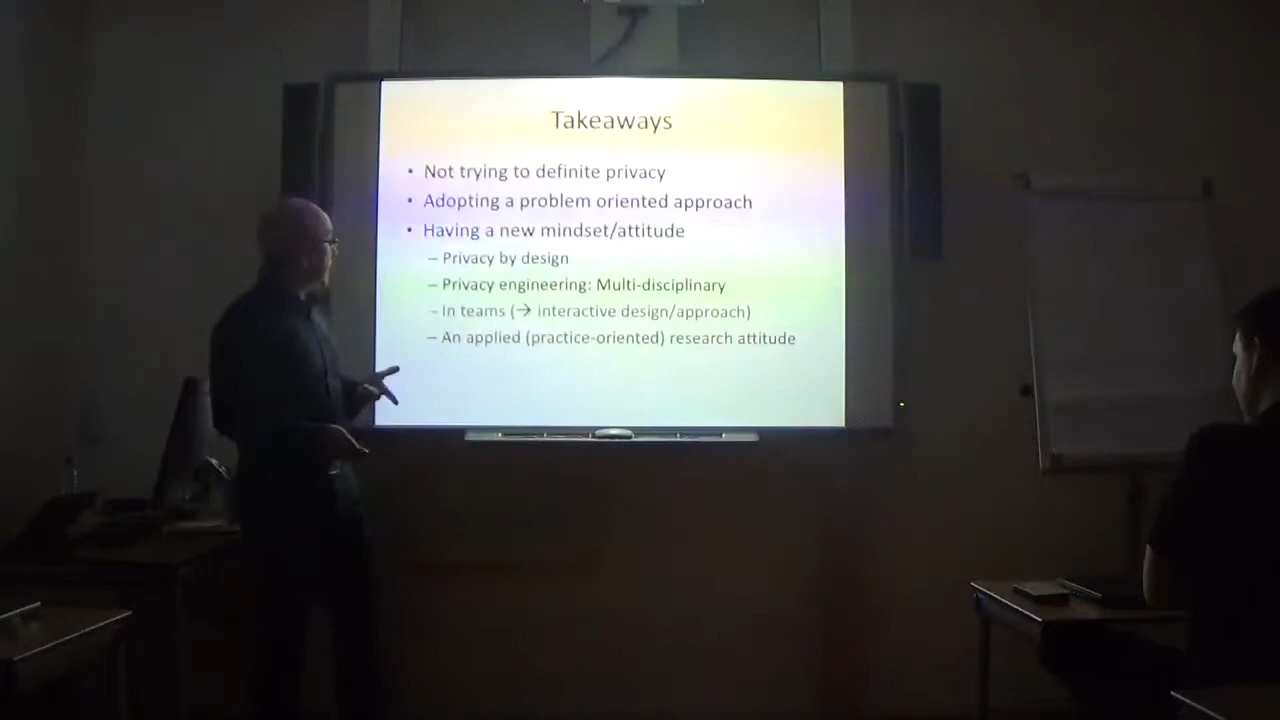 Takeaways
• Not trying to definite privacy
• Adopting a problem oriented approach
• Having a new mindset/attitude
– Privacy by design
– Privacy engineering: Multi-disciplinary
– In teams (→ interactive design/approach)
– An applied (practice-oriented) research attitude